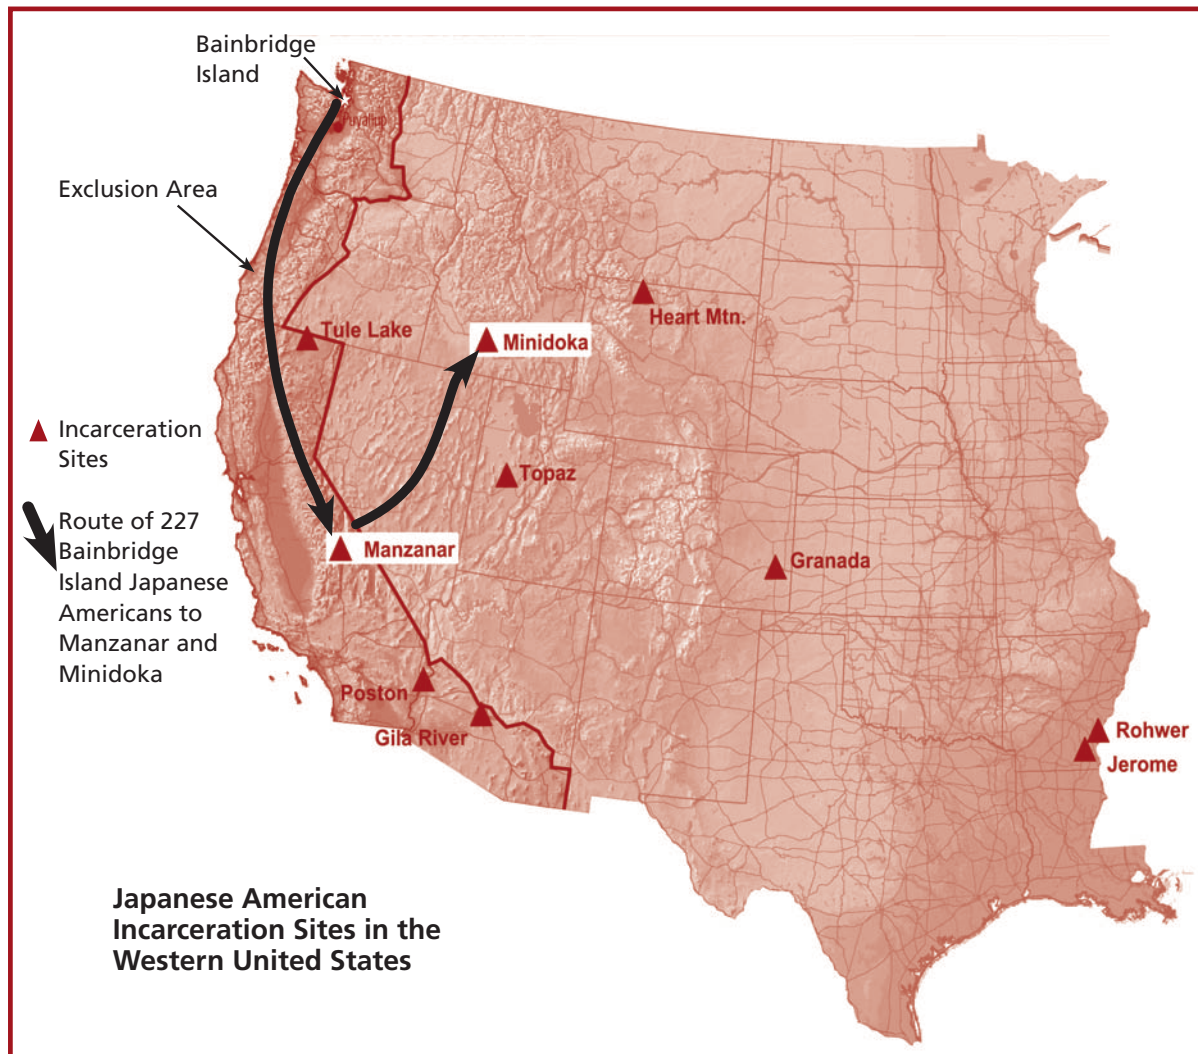 Bainbridge
Island
Puyallup
Exclusion Area
Tule Lake
Minidoka
Heart Mtn.
Incarceration
Sites
Topaz
Route of 227
Bainbridge
Island Japanese
Americans to
Manzanar and
Minidoka
Manzanar
Granada
Poston
Gila River
Rohwer
Jerome
Japanese American
Incarceration Sites in the
Western United States